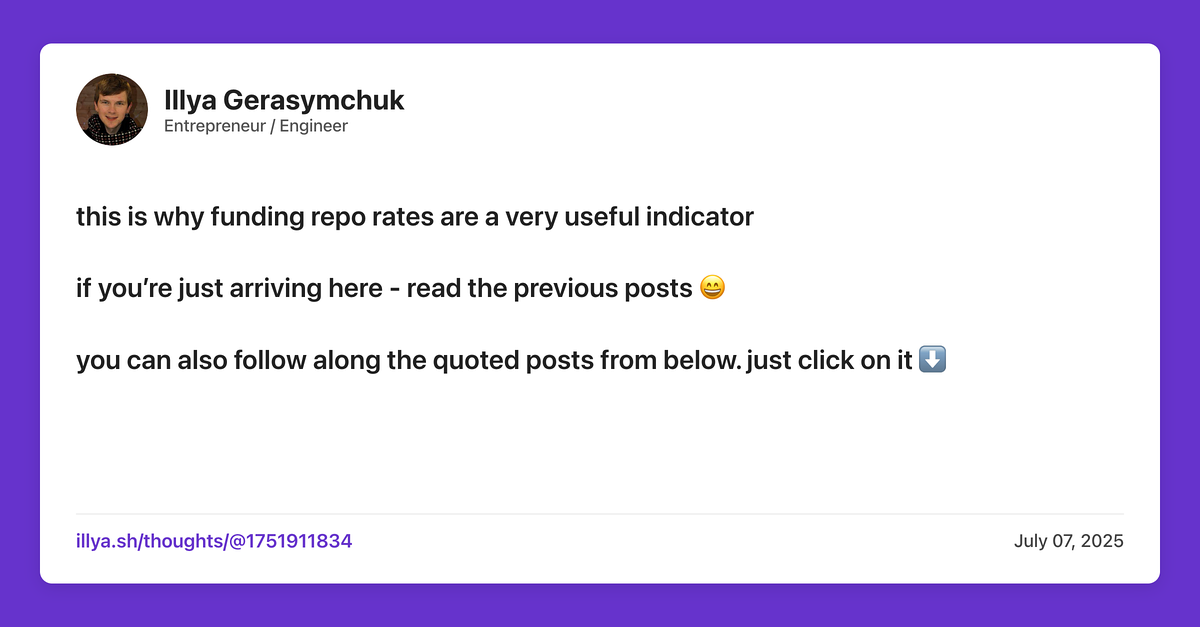 Illya Gerasymchuk
Entrepreneur / Engineer
this is why funding repo rates are a very useful indicator
if you’re just arriving here - read the previous posts 😄
you can also follow along the quoted posts from below. just click on it ⬇️
illya.sh/thoughts/@1751911834
July 07, 2025